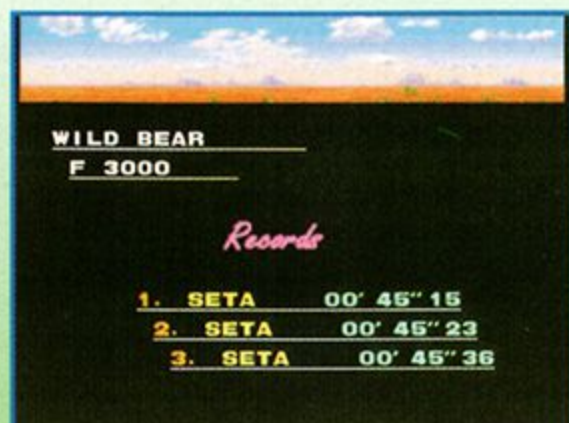 WILD BEAR
F 3000
Records
1. SETA 00' 45" 15
2. SETA 00' 45" 23
3. SETA 00' 45" 36